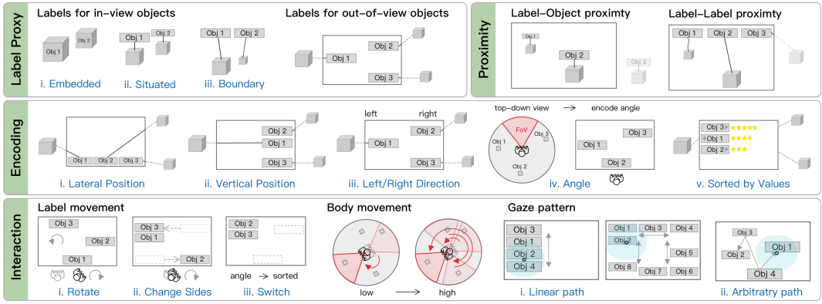 Label Proxy
Labels for in-view objects
Obj 1
Obj 2
i. Embedded
Obj 1
Obj 2
ii. Situated
Obj 1
Obj 2
iii. Boundary
Labels for out-of-view objects
Obj 2
Obj 1
Obj 3
Proximity
Label–Object proximty
Obj 1
Obj 2
Obj 3
Label–Label proximty
Obj 1 Obj 2 Obj 3
Encoding
Obj 1 Obj 2 Obj 3
i. Lateral Position
Obj 2
Obj 1
Obj 3
ii. Vertical Position
left right
Obj 2
Obj 1
Obj 3
iii. Left/Right Direction
top-down view → encode angle
FoV
Obj 1
Obj 3
Obj 2
Obj 3
Obj 1
Obj 2
iv. Angle
Obj 3>
<Obj 1
Obj 2>
v. Sorted by Values
Interaction
Label movement
Obj 3
Obj 2
Obj 1
i. Rotate
Obj 3
Obj 1
Obj 2
ii. Change Sides
Obj 2
Obj 3
angle → sorted
iii. Switch
Body movement
low → high
Gaze pattern
Obj 3
Obj 1
Obj 2
Obj 4
i. Linear path
Obj 1 Obj 3 Obj 4
Obj 2
Obj 5
Obj 8 Obj 7 Obj 6
Obj 3
Obj 2
Obj 1
Obj 4
ii. Arbitratry path